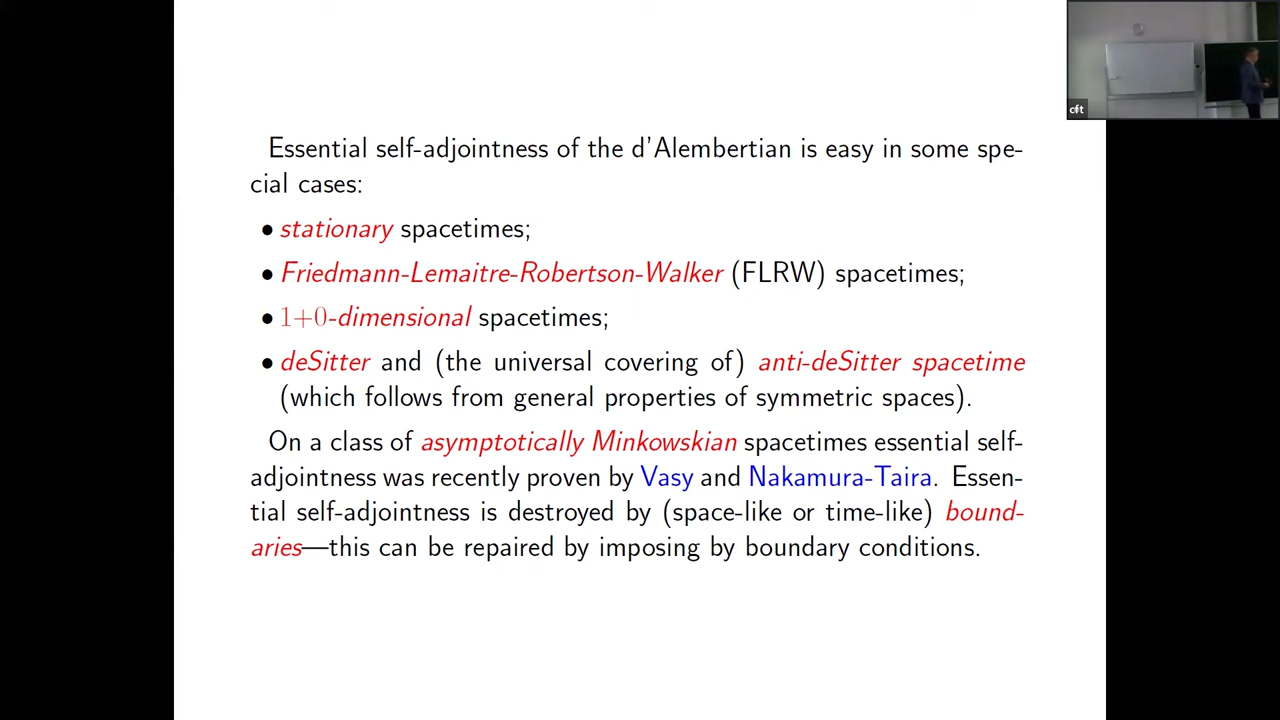 cft
Essential self-adjointness of the d'Alembertian is easy in some spe-
cial cases:
• stationary spacetimes;
• Friedmann-Lemaitre-Robertson-Walker (FLRW) spacetimes;
• 1+0-dimensional spacetimes;
• deSitter and (the universal covering of) anti-deSitter spacetime
(which follows from general properties of symmetric spaces).
On a class of asymptotically Minkowskian spacetimes essential self-
adjointness was recently proven by Vasy and Nakamura-Taira. Essen-
tial self-adjointness is destroyed by (space-like or time-like) bound-
aries—this can be repaired by imposing by boundary conditions.